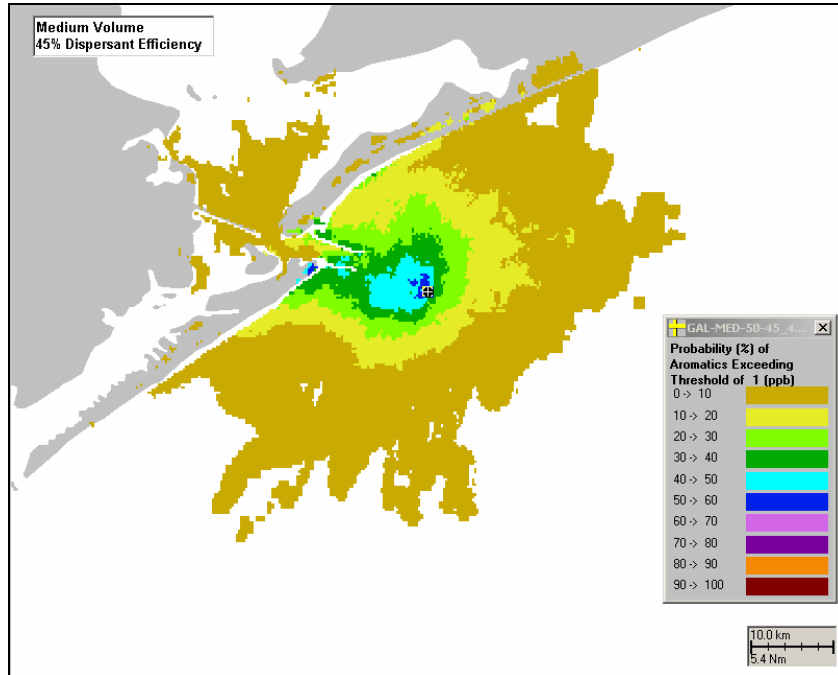 Medium Volume
45% Dispersant Efficiency
GAL-MED-50-45_4....
Probability (%) of
Aromatics Exceeding
Threshold of 1 (ppb)
0 -> 10
10 -> 20
20 -> 30
30 -> 40
40 -> 50
50 -> 60
60 -> 70
70 -> 80
80 -> 90
90 -> 100
10.0 km
5.4 Nm